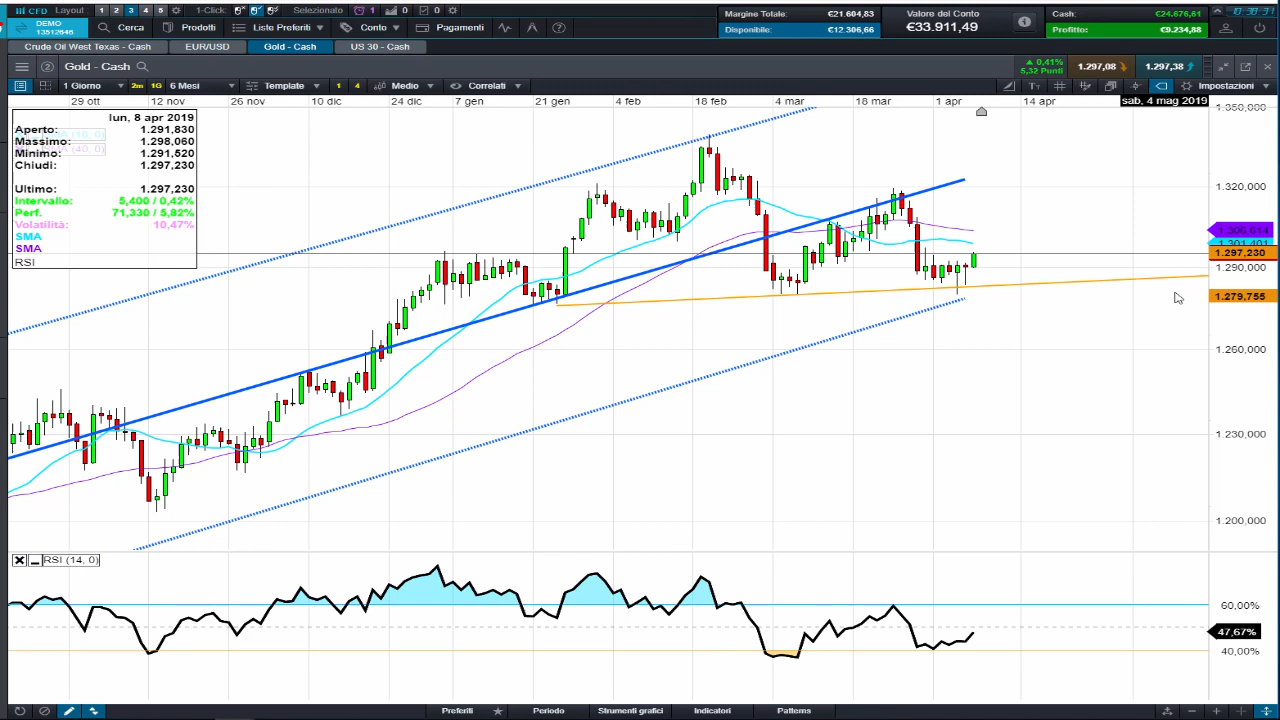 CFD Layout 1 2 3 4 5 1-Click: Selezionato 1 0 0
DEMO
13512646
Cerca Prodotti Liste Preferiti Conto Pagamenti
Margine Totale: €21.604,83
Disponibile: €12.306,66
Valore del Conto
€33.911,49
Cash: €24.676,61
Profitto: €9.234,88
Crude Oil West Texas - Cash EUR/USD Gold - Cash US 30 - Cash
Gold - Cash
0,41%
5,32 Punti
1.297,08 1.297,38
1 Giorno 2m 1G 6 Mesi Template 1 4 Medio Correlati Impostazioni
29 ott 12 nov 26 nov 10 dic 24 dic 7 gen 21 gen 4 feb 18 feb 4 mar 18 mar 1 apr 14 apr sab, 4 mag 2019
1.350,000
lun, 8 apr 2019
Aperto: 1.291,830
Massimo: 1.298,060
Minimo: 1.291,520
Chiudi: 1.297,230
Ultimo: 1.297,230
Intervallo: 5,400 / 0,42%
Perf. 71,330 / 5,82%
Volatilità: 10,47%
SMA
SMA
RSI
1.320,000
1.306,614
1.301,401
1.297,230
1.290,000
1.279,755
1.260,000
1.230,000
1.200,000
RSI (14, 0)
60,00%
47,67%
40,00%
Preferiti Periodo Strumenti grafici Indicatori Patterns